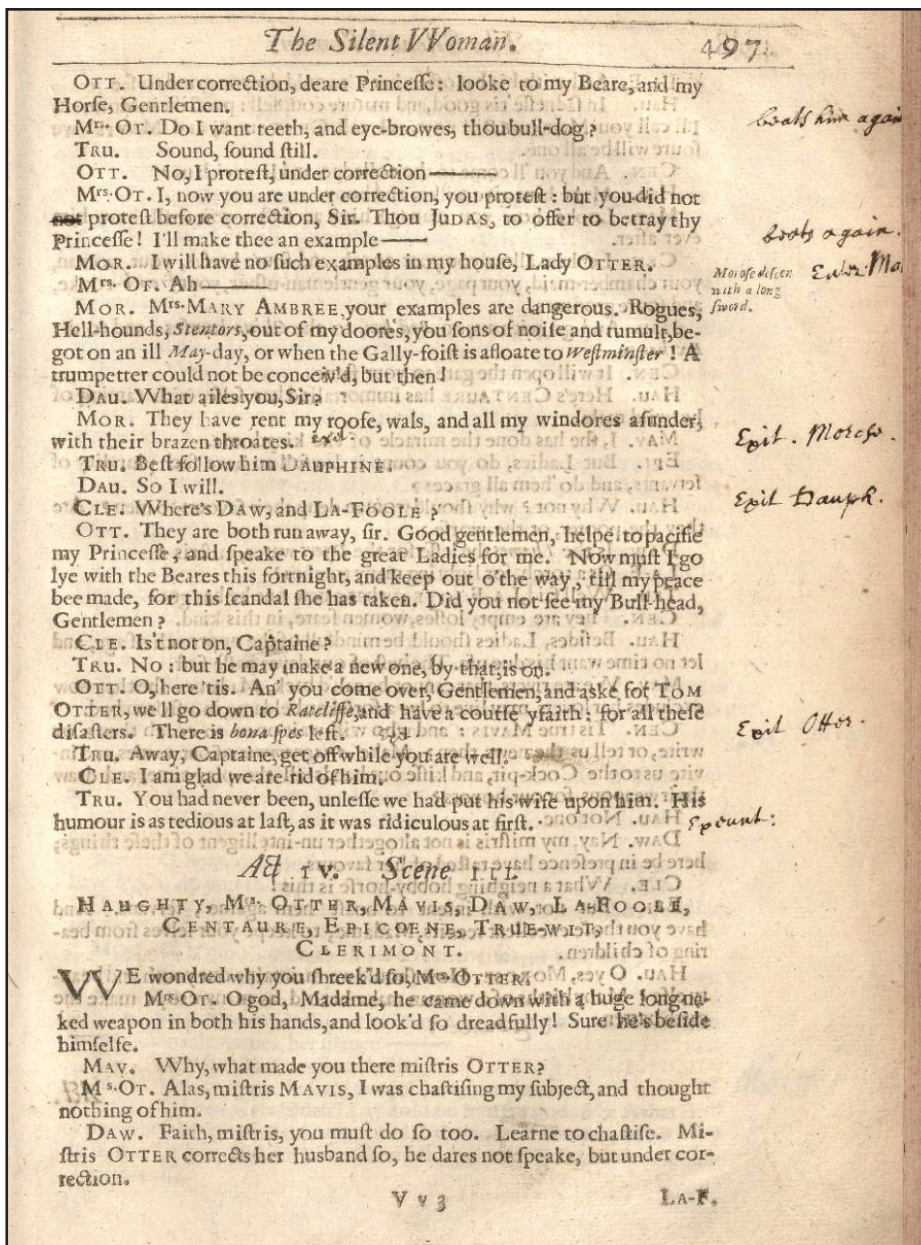 The Silent VVoman. 497
OTT. Under correction, deare Princesse: looke to my Beare, and my
Horse, Gentlemen.
Mrs. OT. Do I want teeth, and eye-browes, thou bull-dog?
beats him again
TRU. Sound, sound still.
OTT. No, I protest, under correction———
Mrs. OT. I, now you are under correction, you protest: but you did not
not protest before correction, Sir. Thou JUDAS, to offer to betray thy
beats again.
Princesse! I'll make thee an example——
MOR. I will have no such examples in my house, Lady OTTER.
Morose descen
with a long
sword.
Enter Mo
Mrs. OT. Ah———
MOR. Mrs. MARY AMBREE, your examples are dangerous. Rogues,
Hell-hounds, Stentors, out of my doores, you sons of noise and tumult, be-
got on an ill May-day, or when the Gally-foist is afloate to Westminster! A
trumpetter could not be conceiv'd, but then!
DAU. What ailes you, Sir?
MOR. They have rent my roofe, wals, and all my windores asunder,
with their brazen throates. exit.
Exit. Morose.
TRU. Best follow him DAUPHINE.
DAU. So I will.
Exit Dauph.
CLE. Where's DAW, and LA-FOOLE?
OTT. They are both run away, sir. Good gentlemen, helpe to pacifie
my Princesse, and speake to the great Ladies for me. Now must I go
lye with the Beares this fortnight, and keep out o'the way, till my peace
bee made, for this scandal she has taken. Did you not see my Bull-head,
Gentlemen?
CLE. Is't not on, Captaine?
TRU. No: but he may make a new one, by that, is on.
OTT. O, here 'tis. An' you come over, Gentlemen, and aske for TOM
OTTER, we'll go down to Ratcliffe, and have a course yfaith: for all these
disasters. There is bona spes left.
Exit Otter.
TRU. Away, Captaine, get off while you are well.
CLE. I am glad we are rid of him.
TRU. You had never been, unlesse we had put his wife upon him. His
humour is as tedious at last, as it was ridiculous at first.
Exeunt:
Act IV. Scene III.
HAUGHTY, Mrs. OTTER, MAVIS, DAW, LA-FOOLE,
CENTAURE, EPICOENE, TRUE-WIT,
CLERIMONT.
WE wondred why you shreek'd so, Mrs. OTTER.
Mrs. OT. O god, Madame, he came down with a huge long na-
ked weapon in both his hands, and look'd so dreadfully! Sure he's beside
himselfe.
MAV. Why, what made you there mistris OTTER?
Ms. OT. Alas, mistris MAVIS, I was chastising my subject, and thought
nothing of him.
DAW. Faith, mistris, you must do so too. Learne to chastise. Mi-
stris OTTER corrects her husband so, he dares not speake, but under cor-
rection.
V v 3 LA-F.